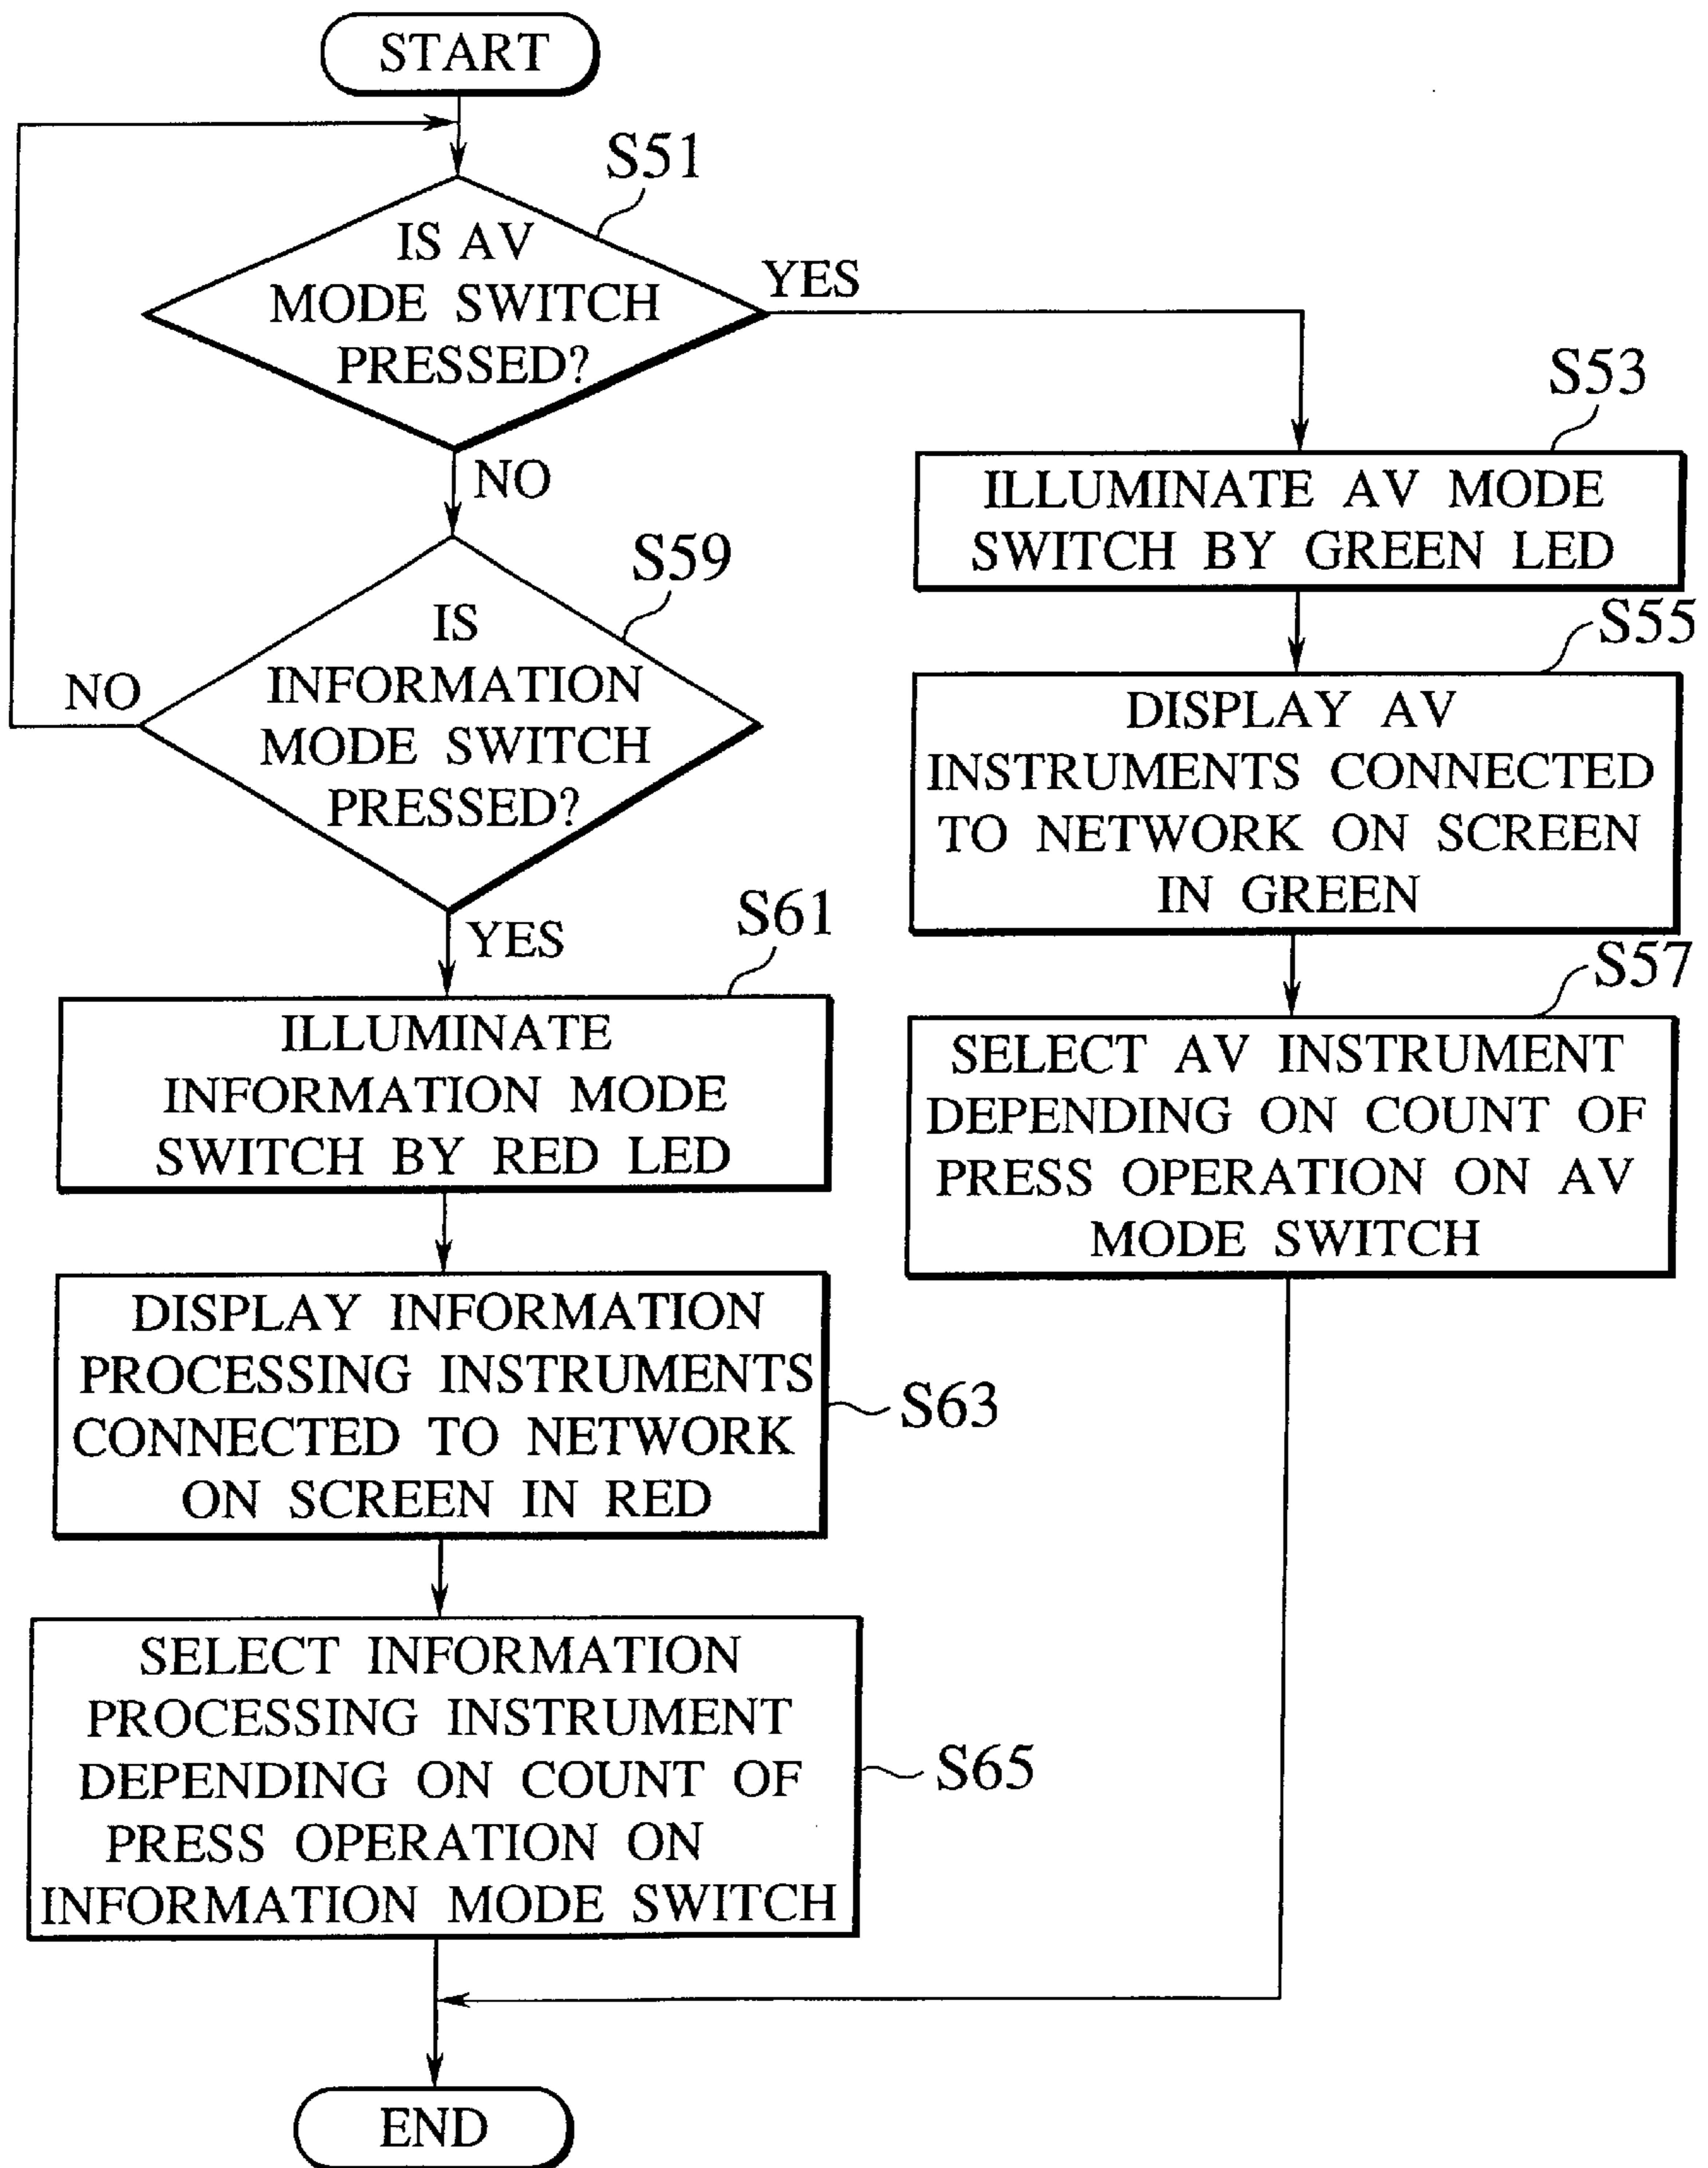 START
S51
IS AV
MODE SWITCH
PRESSED?
YES
NO
S53
ILLUMINATE AV MODE
SWITCH BY GREEN LED
S55
DISPLAY AV
INSTRUMENTS CONNECTED
TO NETWORK ON SCREEN
IN GREEN
S57
SELECT AV INSTRUMENT
DEPENDING ON COUNT OF
PRESS OPERATION ON AV
MODE SWITCH
S59
IS
INFORMATION
MODE SWITCH
PRESSED?
NO
YES
S61
ILLUMINATE
INFORMATION MODE
SWITCH BY RED LED
DISPLAY INFORMATION
PROCESSING INSTRUMENTS
CONNECTED TO NETWORK
ON SCREEN IN RED
S63
SELECT INFORMATION
PROCESSING INSTRUMENT
DEPENDING ON COUNT OF
PRESS OPERATION ON
INFORMATION MODE SWITCH
S65
END